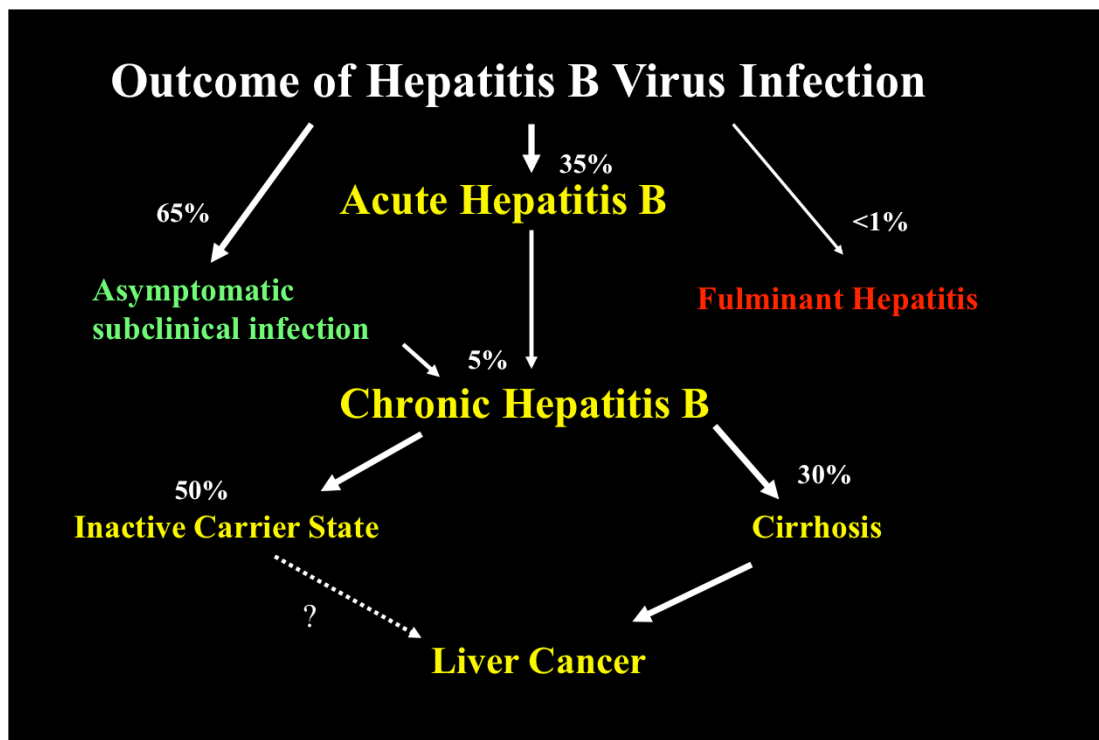 Outcome of Hepatitis B Virus Infection
35%
Acute Hepatitis B
65%
<1%
Asymptomatic
subclinical infection
Fulminant Hepatitis
5%
Chronic Hepatitis B
50%
30%
Inactive Carrier State
Cirrhosis
?
Liver Cancer